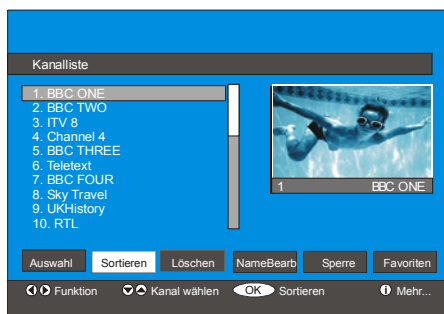 Kanalliste
1. BBC ONE
2. BBC TWO
3. ITV 8
4. Channel 4
5. BBC THREE
6. Teletext
7. BBC FOUR
8. Sky Travel
9. UKHistory
10. RTL
1 BBC ONE
Auswahl Sortieren Löschen NameBearb Sperre Favoriten
Funktion Kanal wählen OK Sortieren i Mehr...